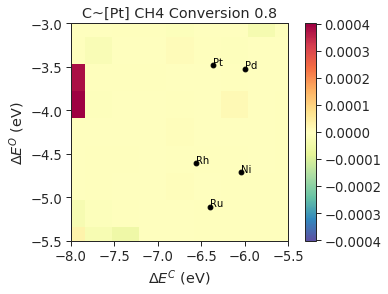 C~[Pt] CH4 Conversion 0.8
−3.0
−3.5
−4.0
−4.5
−5.0
−5.5
ΔE^O (eV)
Pt
Pd
Rh
Ni
Ru
−8.0 −7.5 −7.0 −6.5 −6.0 −5.5
ΔE^C (eV)
0.0004
0.0003
0.0002
0.0001
0.0000
−0.0001
−0.0002
−0.0003
−0.0004